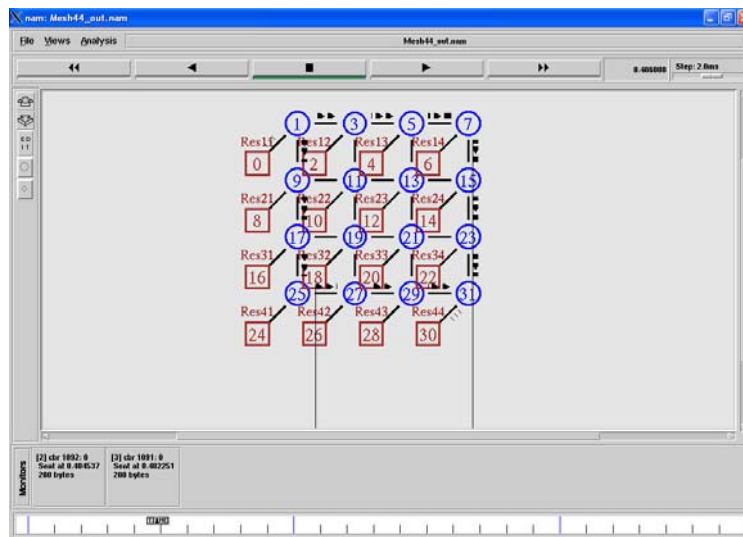 nam: Mesh44_out.nam
File Views Analysis Mesh44_out.nam
0.405000 Step: 2.0ms
1 3 5 7
Res11 Res12 Res13 Res14
0 2 4 6
9 11 13 15
Res21 Res22 Res23 Res24
8 10 12 14
17 19 21 23
Res31 Res32 Res33 Res34
16 18 20 22
25 27 29 31
Res41 Res42 Res43 Res44
24 26 28 30
Monitors
[2] cbr 1092: 0 [3] cbr 1091: 0
Sent at 0.404537 Sent at 0.402251
200 bytes 200 bytes
TIME